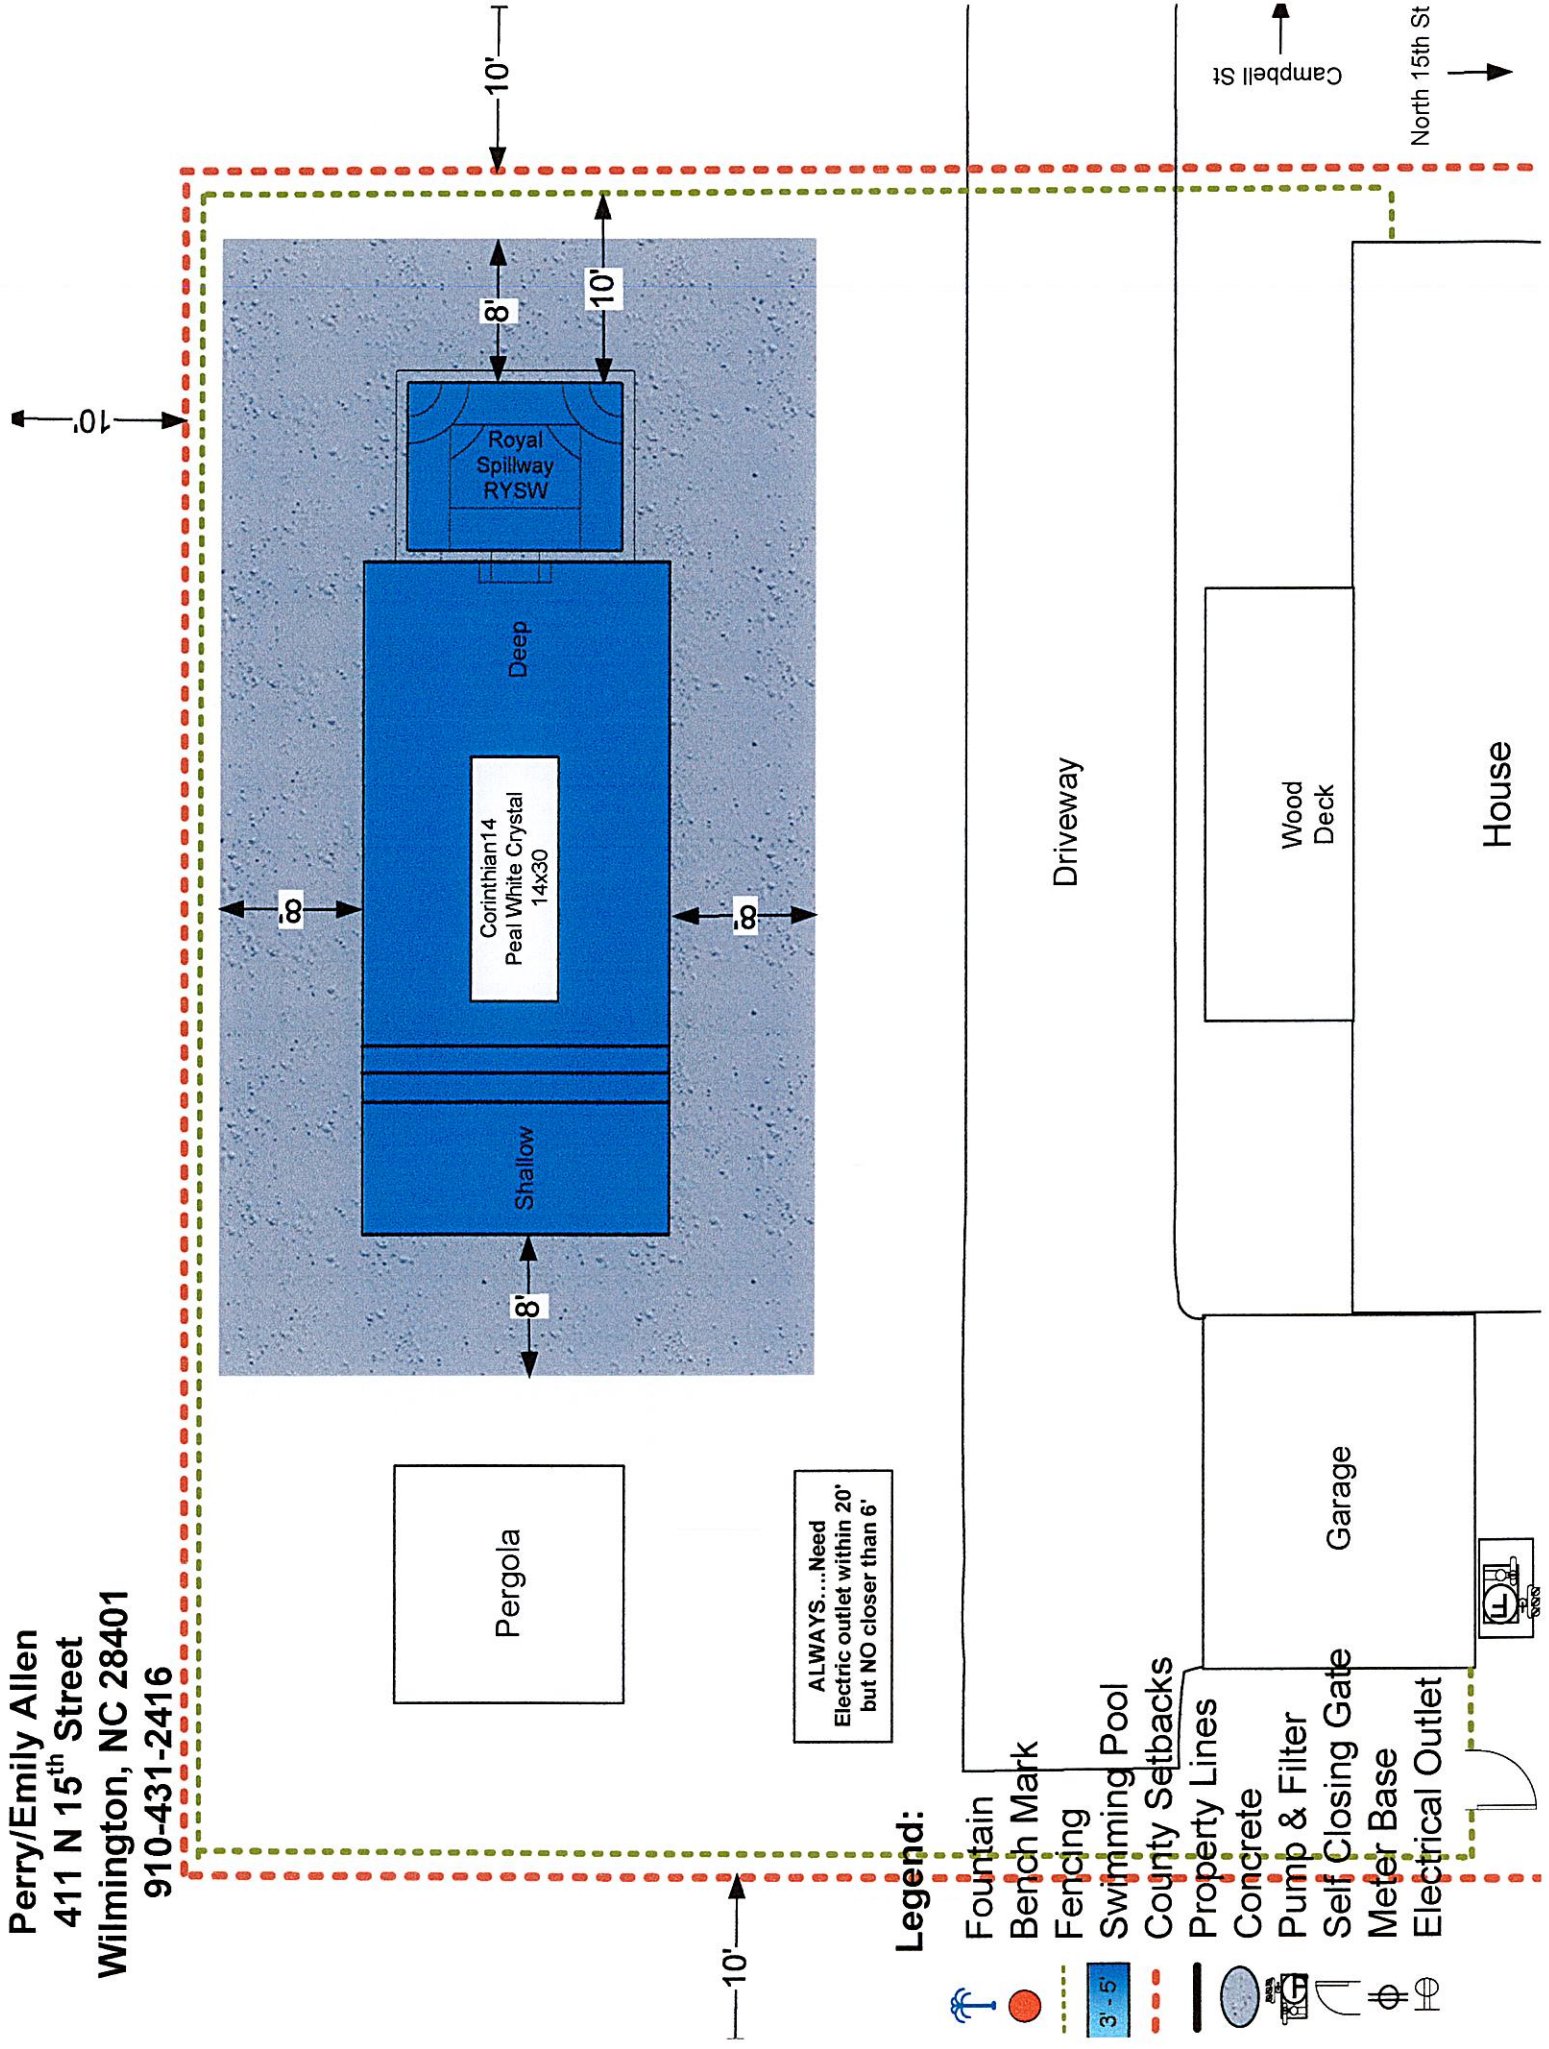 Perry/Emily Allen
411 N 15th Street
Wilmington, NC 28401
910-431-2416
10'
10'
10'
8'
8'
8'
8'
10'
Pergola
Shallow
Corinthian14
Peal White Crystal
14x30
Deep
Royal
Spillway
RYSW
ALWAYS....Need
Electric outlet within 20'
but NO closer than 6'
Driveway
Garage
Wood
Deck
House
Campbell St
North 15th St
F
Legend:
Fountain
Bench Mark
Fencing
3' - 5'
Swimming Pool
County Setbacks
Property Lines
Concrete
F
Pump & Filter
Self Closing Gate
Meter Base
Electrical Outlet